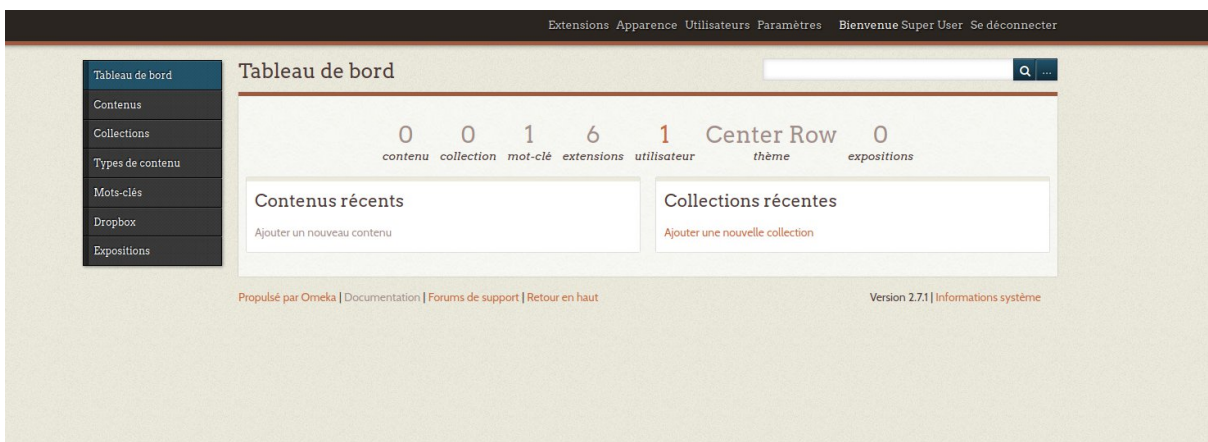 Extensions Apparence Utilisateurs Paramètres Bienvenue Super User Se déconnecter
Tableau de bord
Contenus
Collections
Types de contenu
Mots-clés
Dropbox
Expositions
Tableau de bord
...
0 0 1 6 1 Center Row 0
contenu collection mot-clé extensions utilisateur thème expositions
Contenus récents
Ajouter un nouveau contenu
Collections récentes
Ajouter une nouvelle collection
Propulsé par Omeka | Documentation | Forums de support | Retour en haut
Version 2.7.1 | Informations système